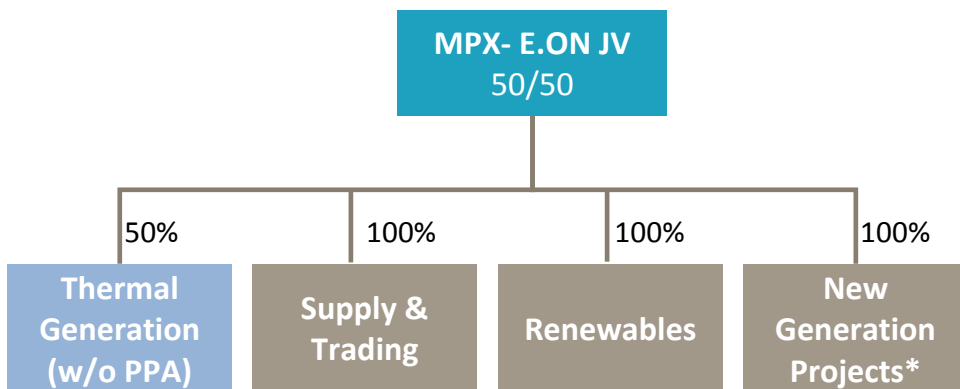 MPX- E.ON JV
50/50
50%
100%
100%
100%
Thermal
Generation
(w/o PPA)
Supply &
Trading
Renewables
New
Generation
Projects*